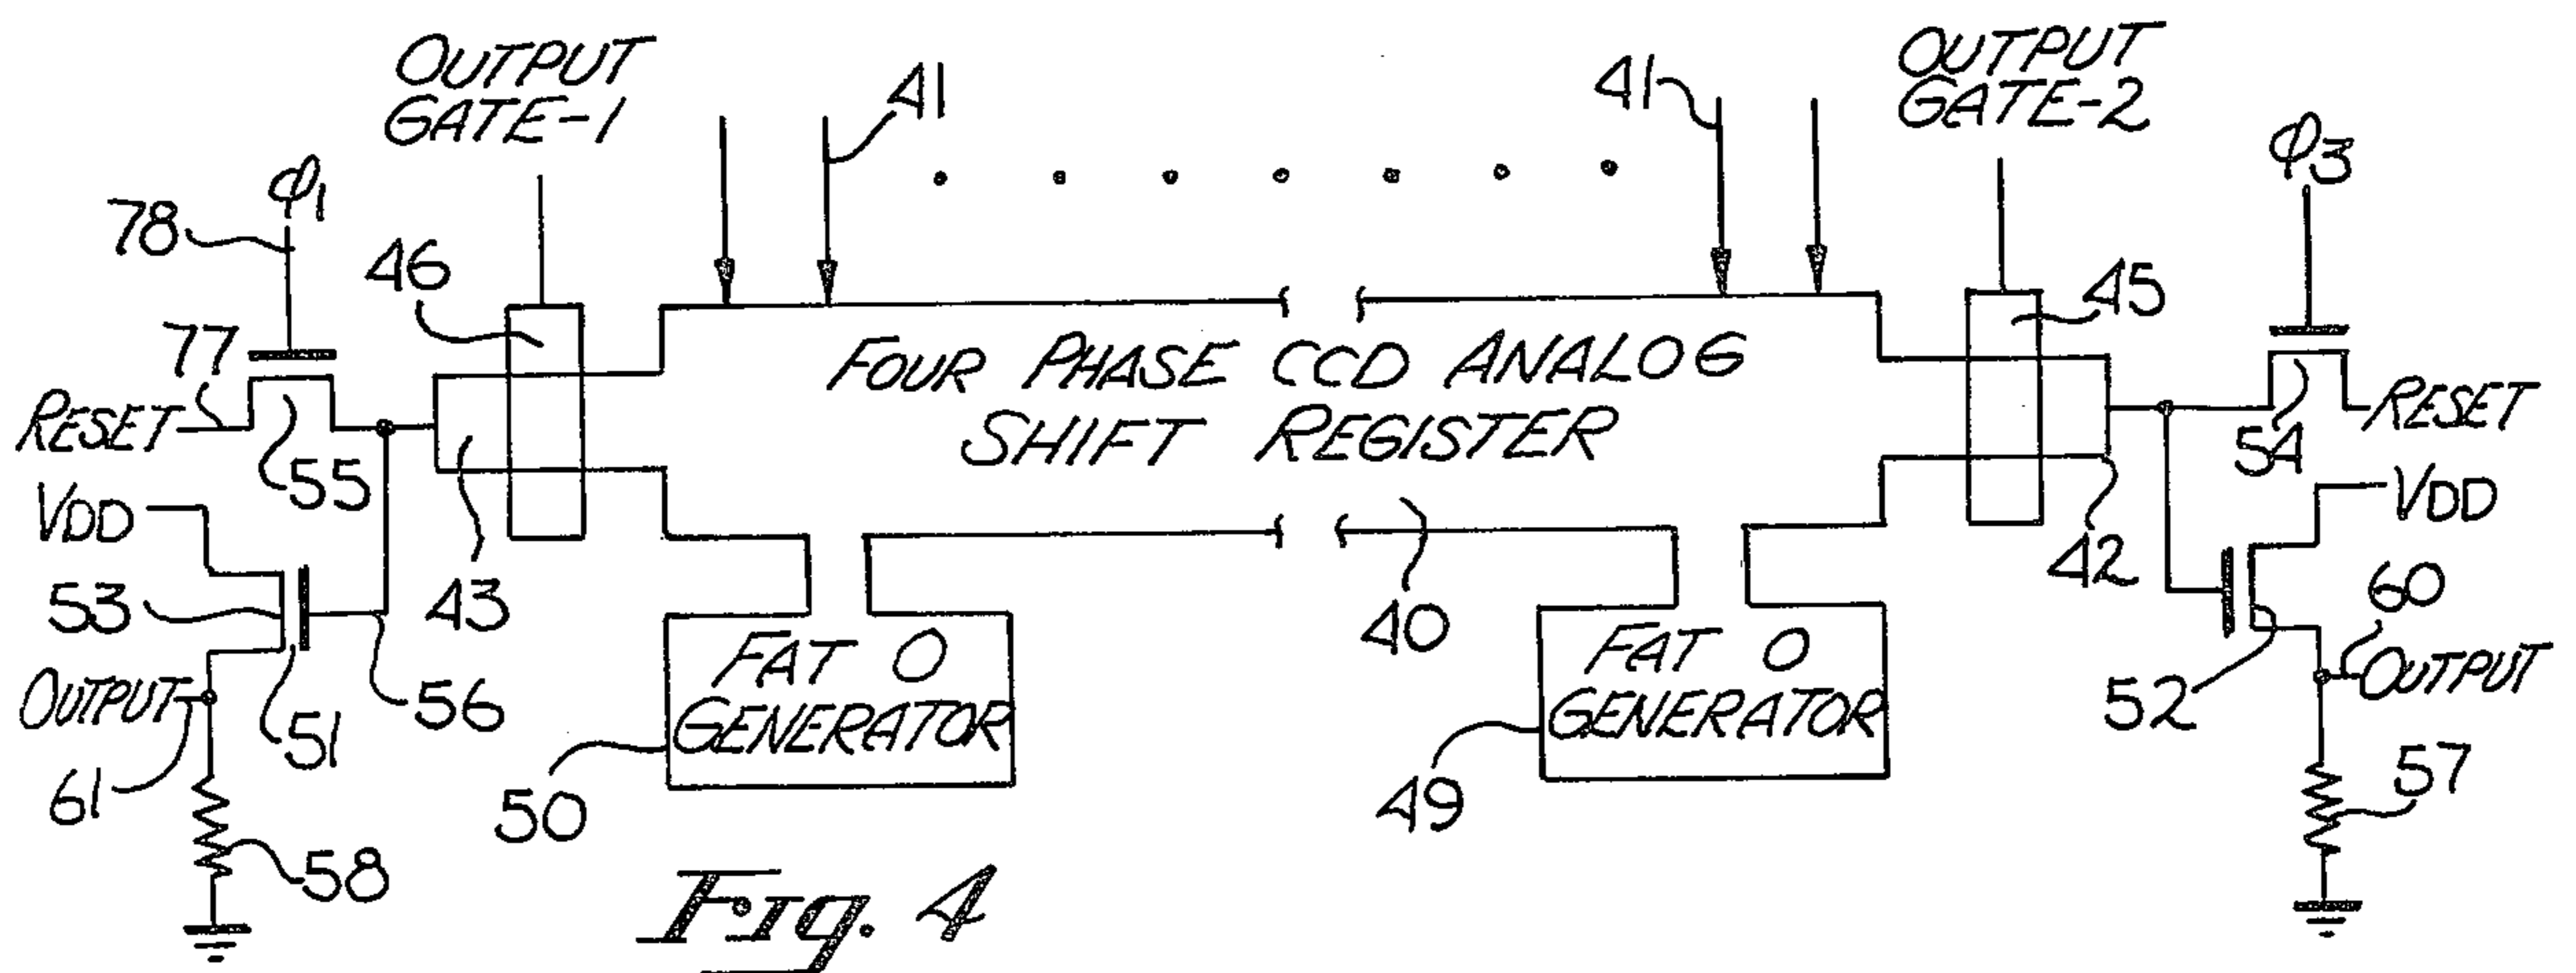 OUTPUT
GATE-1
41
41
OUTPUT
GATE-2
φ1
78
46
φ3
45
77
RESET
55
FOUR PHASE CCD ANALOG
SHIFT REGISTER
54
RESET
VDD
53
43
40
42
VDD
60
OUTPUT
61
51
56
FAT 0
GENERATOR
50
FAT 0
GENERATOR
49
52
OUTPUT
58
57
Fig. 4